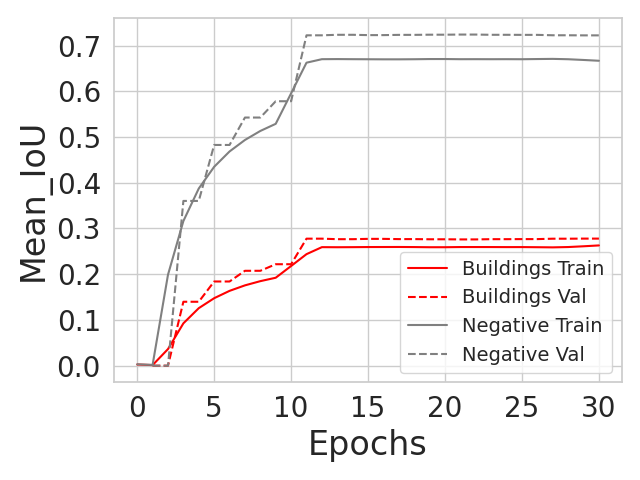 0.7
0.6
0.5
0.4
0.3
0.2
0.1
0.0
Mean_IoU
0 5 10 15 20 25 30
Epochs
Buildings Train
Buildings Val
Negative Train
Negative Val